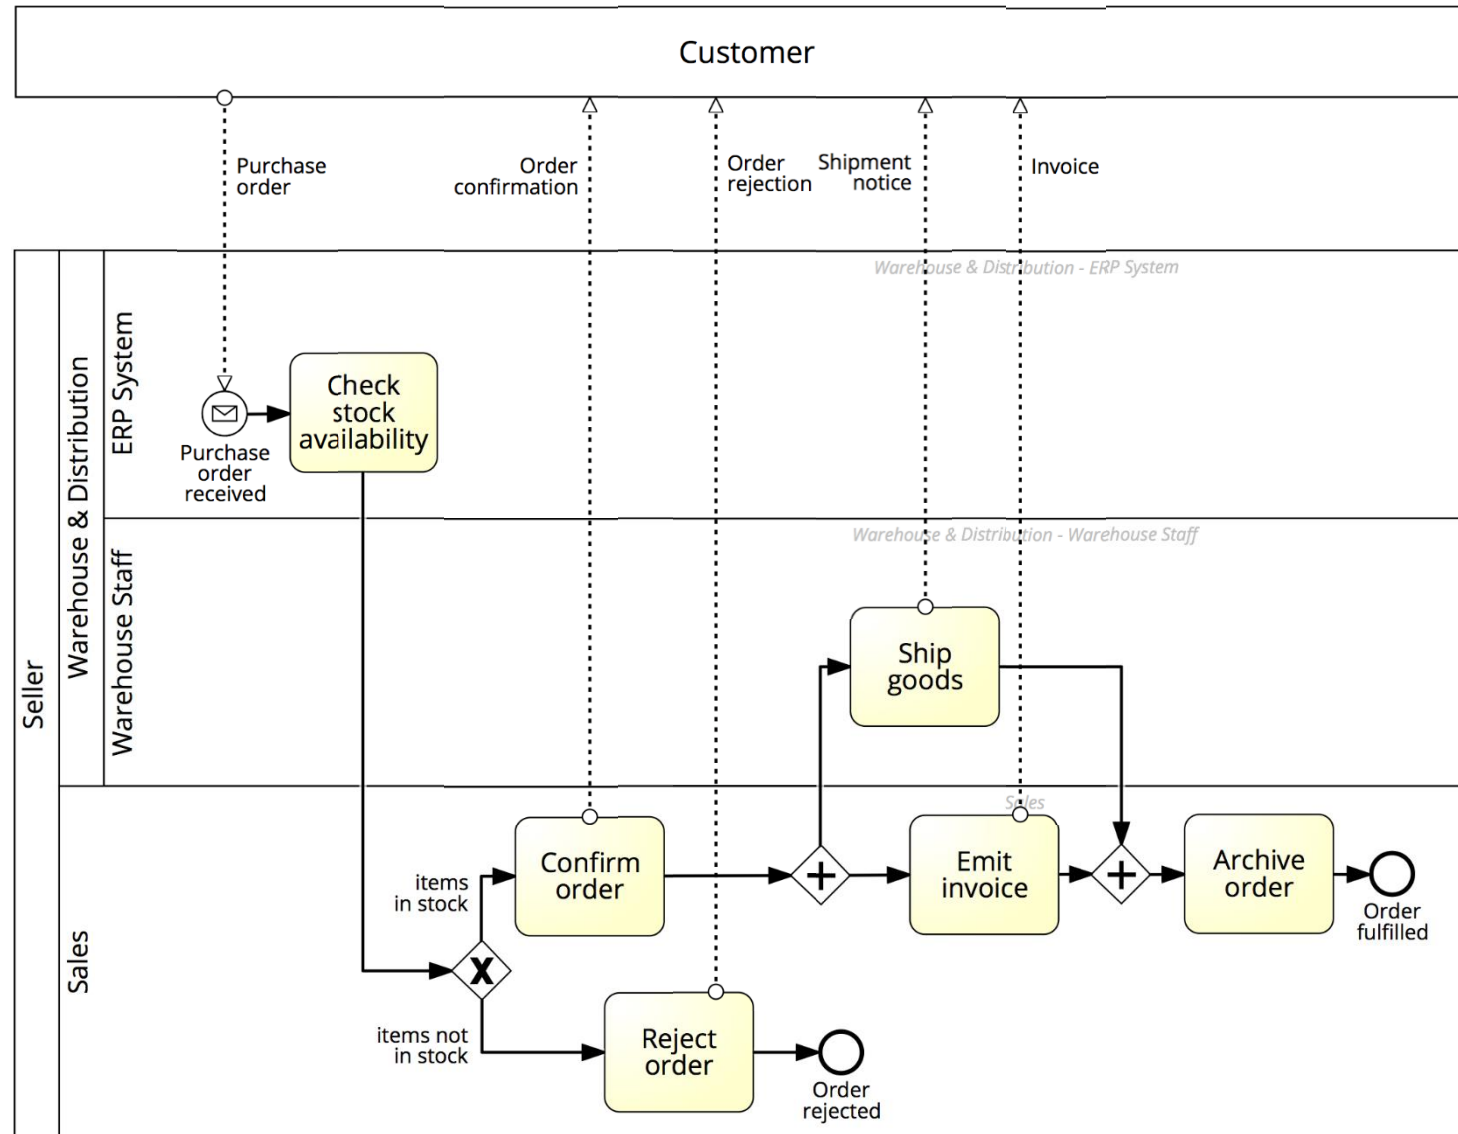 Customer
Purchase
order
Order
confirmation
Order
rejection
Shipment
notice
Invoice
Seller
Warehouse & Distribution
ERP System
Warehouse & Distribution - ERP System
Check
stock
availability
Purchase
order
received
Warehouse Staff
Warehouse & Distribution - Warehouse Staff
Ship
goods
Sales
Sales
items
in stock
Confirm
order
Emit
invoice
Archive
order
Order
fulfilled
X
items not
in stock
Reject
order
Order
rejected